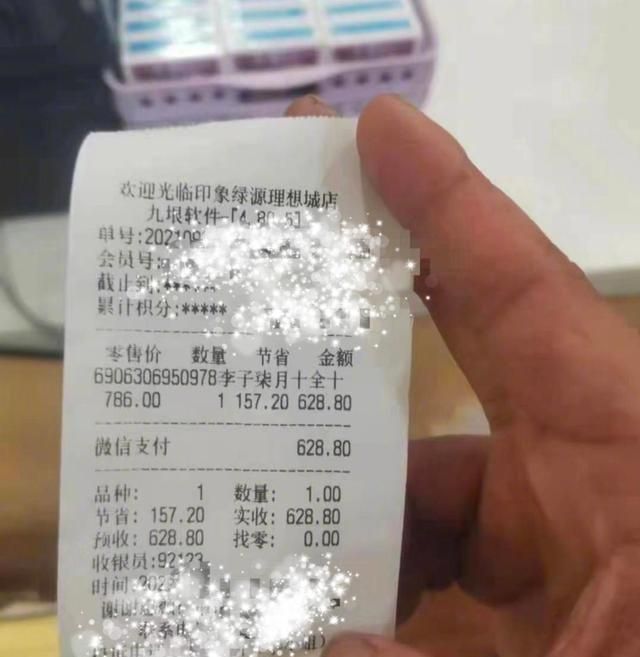 欢迎光临印象绿源理想城店
九垠软件-[4.80.5]
单号:202109
会员号:
截止到:*****
累计积分:*****
零售价 数量 节省 金额
6906306950978李子柒月十全十
786.00 1 157.20 628.80
微信支付 628.80
品种: 1 数量: 1.00
节省: 157.20 实收: 628.80
预收: 628.80 找零: 0.00
收银员:92123
时间:202